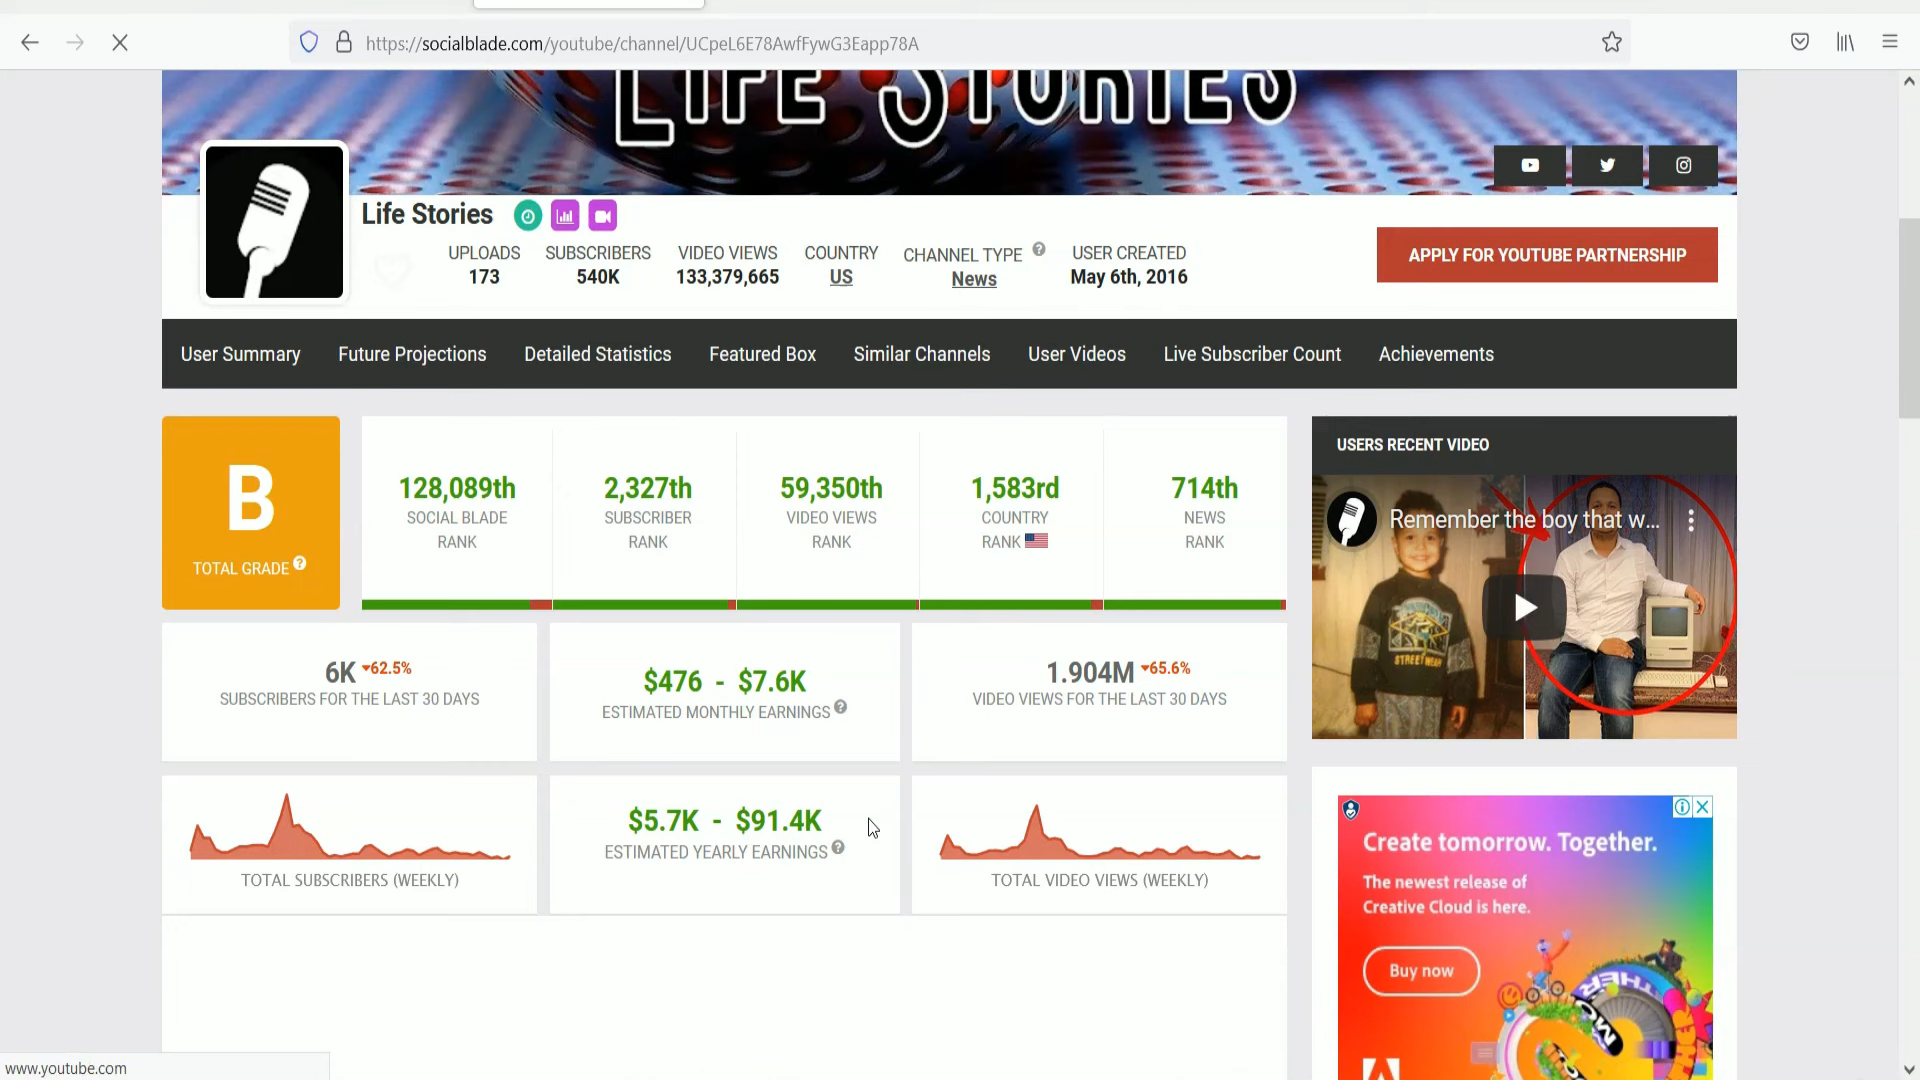 https://socialblade.com/youtube/channel/UCpeL6E78AwfFywG3Eapp78A
LIFE STORIES
Life Stories
UPLOADS SUBSCRIBERS VIDEO VIEWS COUNTRY CHANNEL TYPE ? USER CREATED
173 540K 133,379,665 US News May 6th, 2016
APPLY FOR YOUTUBE PARTNERSHIP
User Summary Future Projections Detailed Statistics Featured Box Similar Channels User Videos Live Subscriber Count Achievements
B
TOTAL GRADE ?
128,089th 2,327th 59,350th 1,583rd 714th
SOCIAL BLADE SUBSCRIBER VIDEO VIEWS COUNTRY NEWS
RANK RANK RANK RANK RANK
USERS RECENT VIDEO
Remember the boy that w...
STREET WEAR
6K 62.5%
SUBSCRIBERS FOR THE LAST 30 DAYS
$476 - $7.6K
ESTIMATED MONTHLY EARNINGS ?
1.904M 65.6%
VIDEO VIEWS FOR THE LAST 30 DAYS
TOTAL SUBSCRIBERS (WEEKLY)
$5.7K - $91.4K
ESTIMATED YEARLY EARNINGS ?
TOTAL VIDEO VIEWS (WEEKLY)
Create tomorrow. Together.
The newest release of
Creative Cloud is here.
Buy now
www.youtube.com